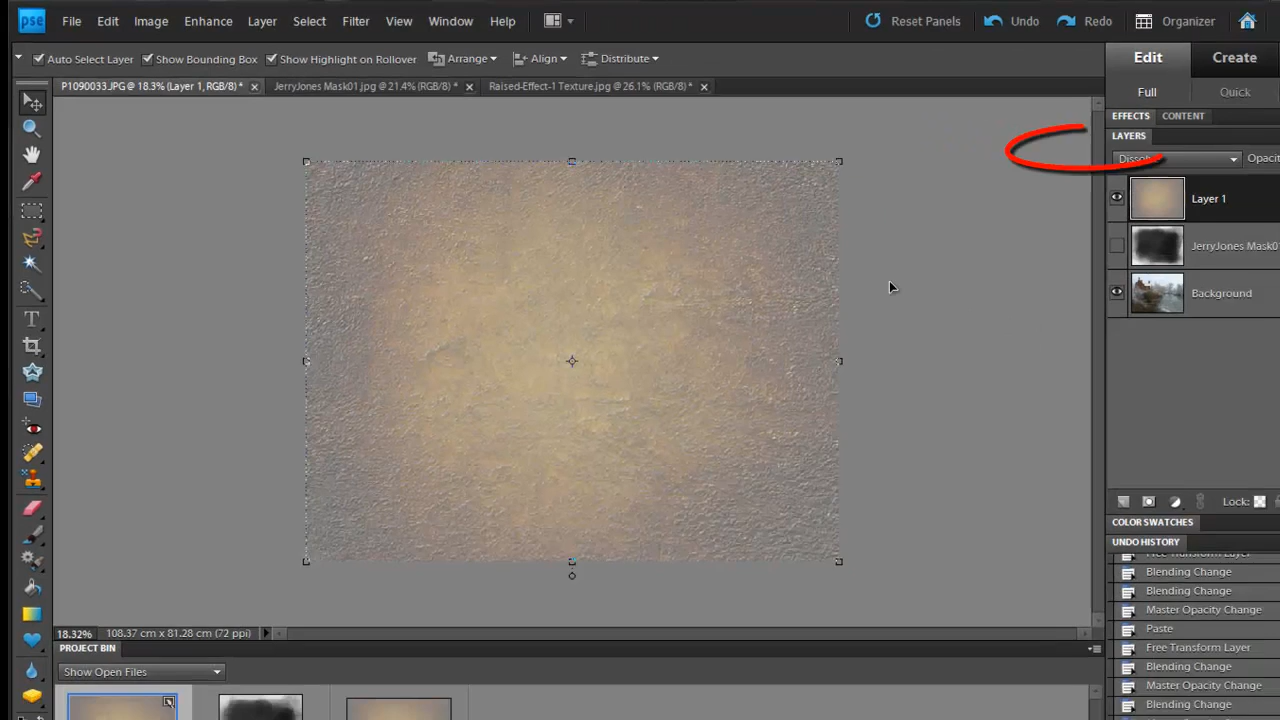 pse File Edit Image Enhance Layer Select Filter View Window Help Reset Panels Undo Redo Organizer
Auto Select Layer Show Bounding Box Show Highlight on Rollover Arrange Align Distribute
Edit Create
P1090033.JPG @ 18.3% (Layer 1, RGB/8) * JerryJones Mask01.jpg @ 21.4% (RGB/8) * Raised-Effect-1 Texture.jpg @ 26.1% (RGB/8) *
Full Quick
EFFECTS CONTENT
LAYERS
Opacit
Layer 1
JerryJones Mask0
Background
Lock:
COLOR SWATCHES
UNDO HISTORY
Free Transform Layer
Blending Change
Blending Change
Master Opacity Change
Paste
Free Transform Layer
Blending Change
Master Opacity Change
Blending Change
18.32% 108.37 cm x 81.28 cm (72 ppi)
PROJECT BIN
Show Open Files